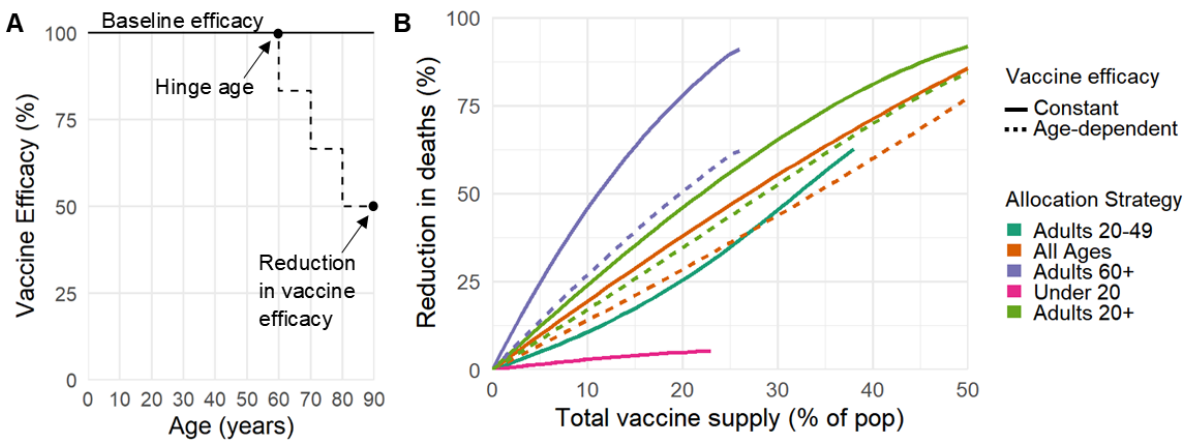 A
Baseline efficacy
100
75
50
25
0
Vaccine Efficacy (%)
Hinge age
Reduction
in vaccine
efficacy
0 10 20 30 40 50 60 70 80 90
Age (years)
B
100
75
50
25
0
Reduction in deaths (%)
0 10 20 30 40 50
Total vaccine supply (% of pop)
Vaccine efficacy
Constant
Age-dependent
Allocation Strategy
Adults 20-49
All Ages
Adults 60+
Under 20
Adults 20+